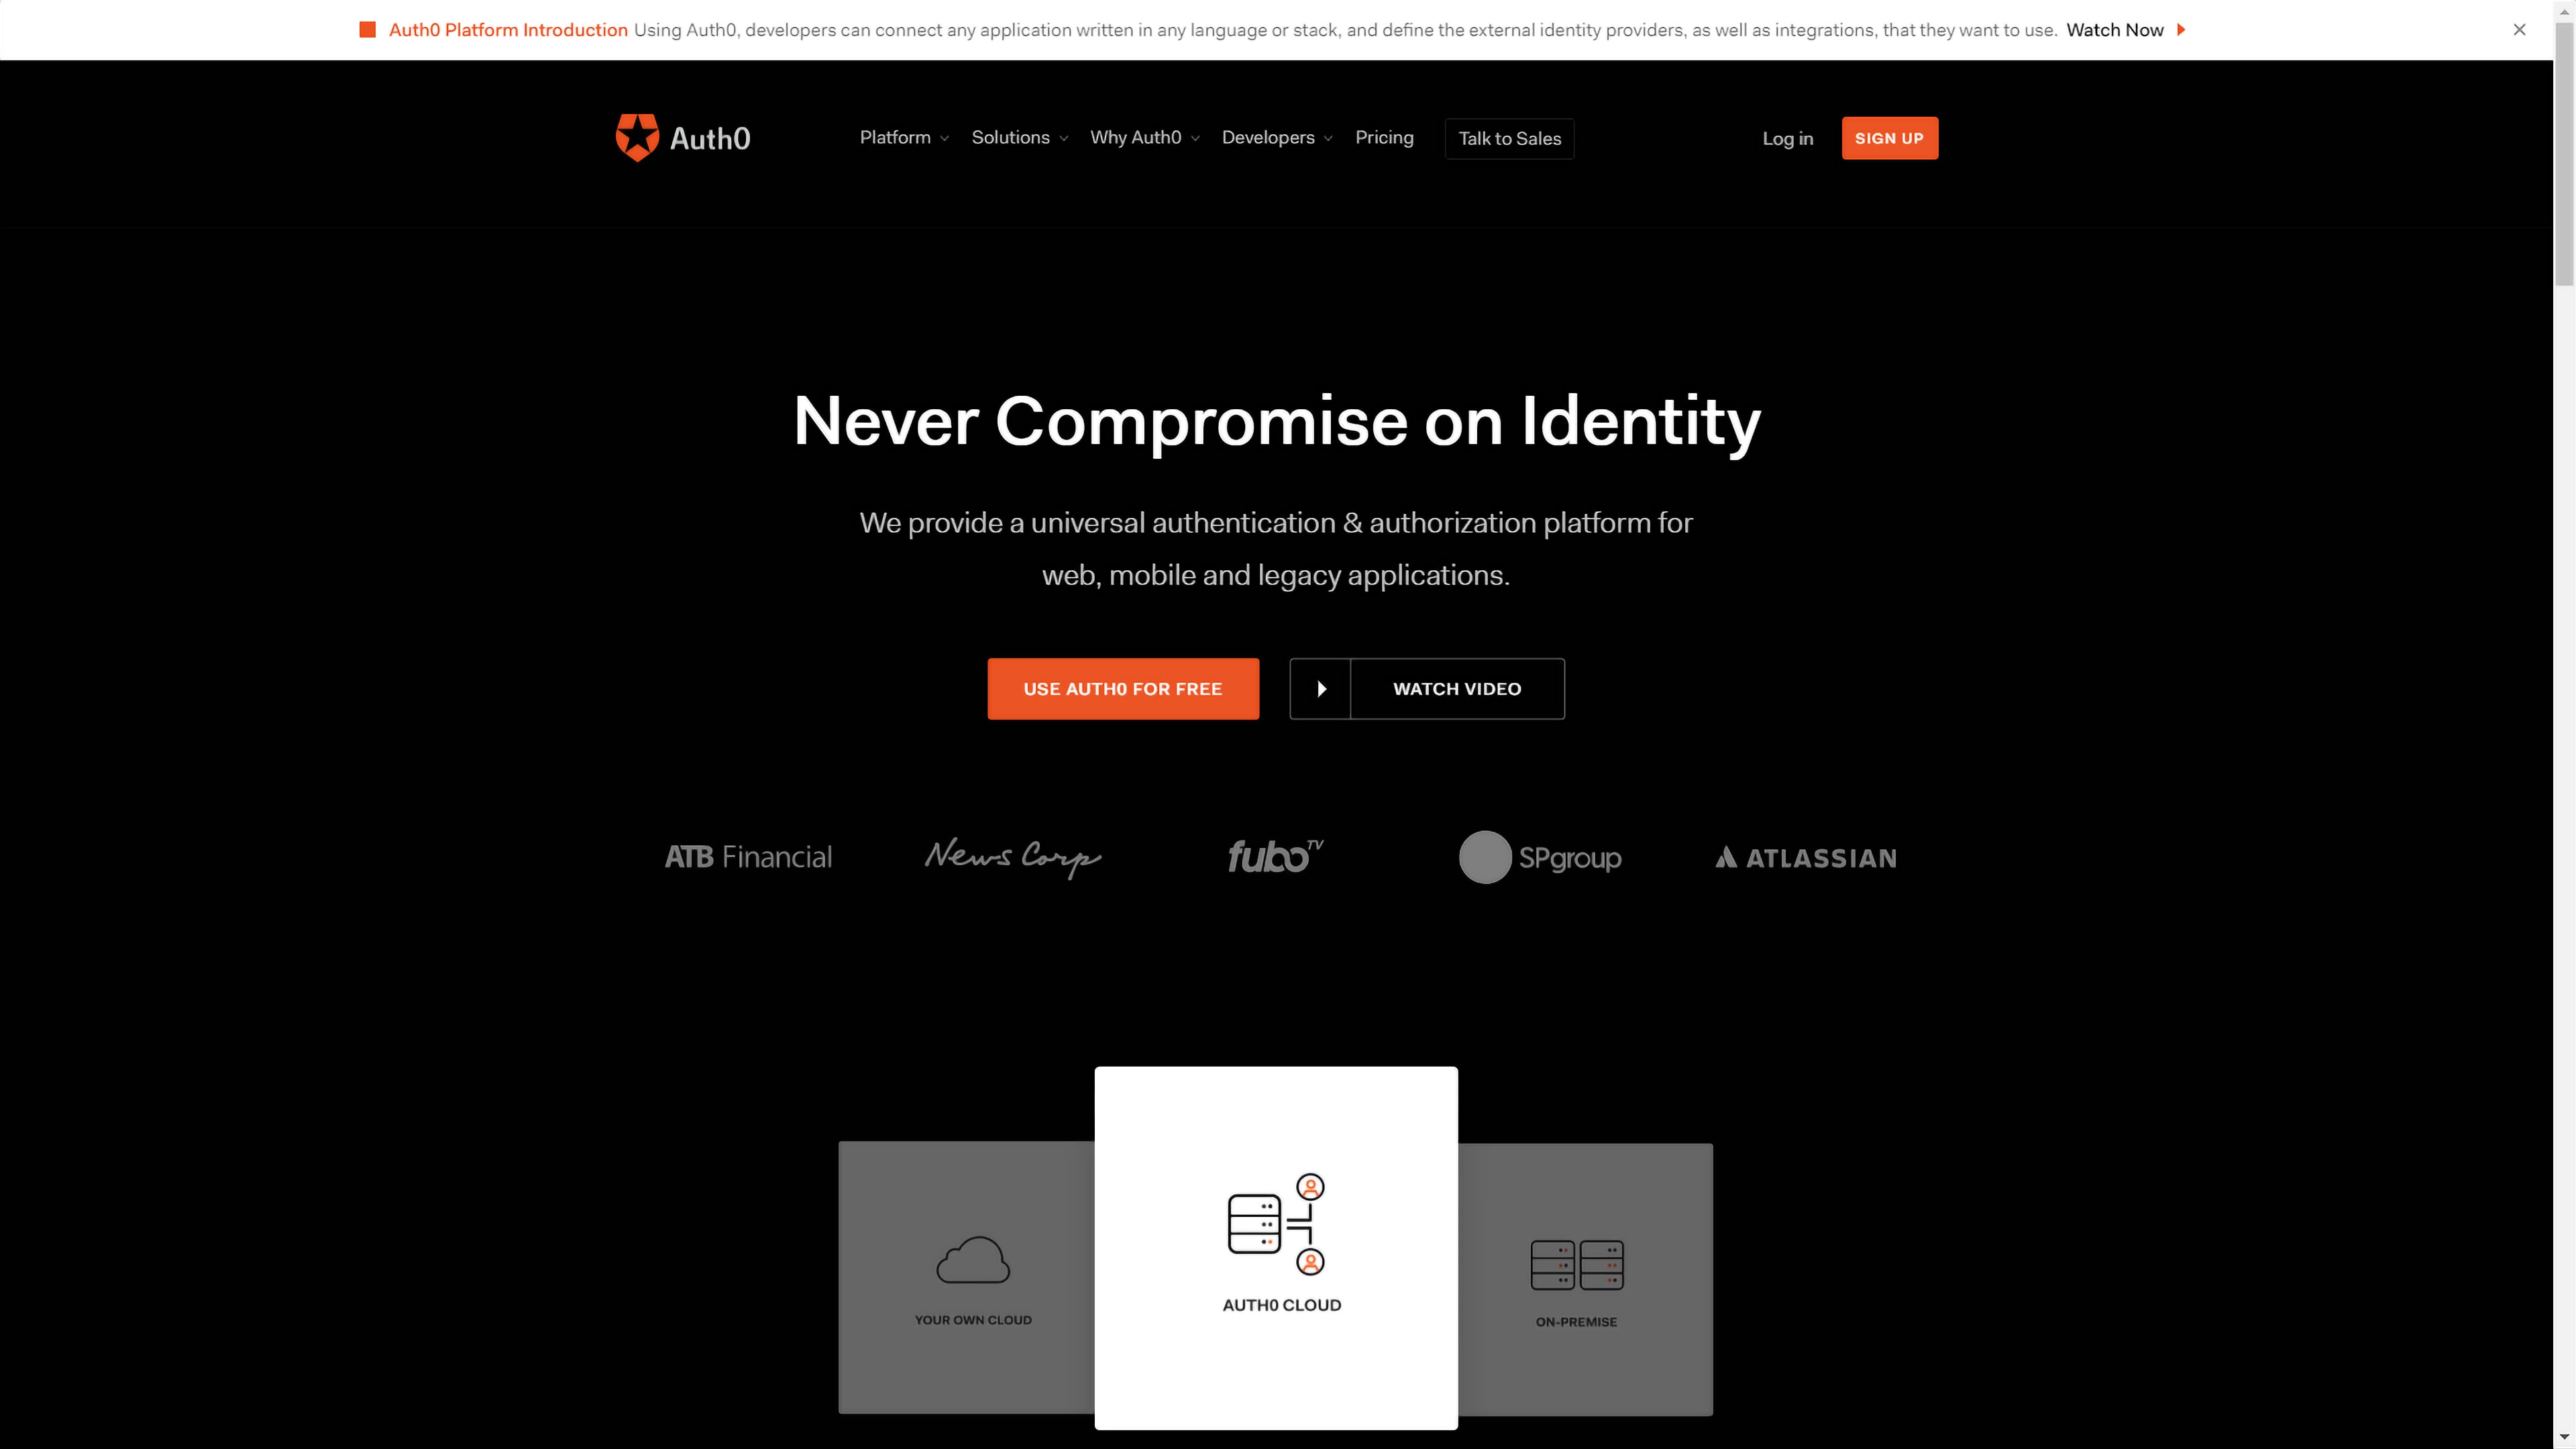 Auth0 Platform Introduction Using Auth0, developers can connect any application written in any language or stack, and define the external identity providers, as well as integrations, that they want to use. Watch Now
Auth0
Platform
Solutions
Why Auth0
Developers
Pricing
Talk to Sales
Log in
SIGN UP
Never Compromise on Identity
We provide a universal authentication & authorization platform for
web, mobile and legacy applications.
USE AUTH0 FOR FREE
WATCH VIDEO
ATB Financial
News Corp
fuboTV
SPgroup
ATLASSIAN
YOUR OWN CLOUD
AUTH0 CLOUD
ON-PREMISE